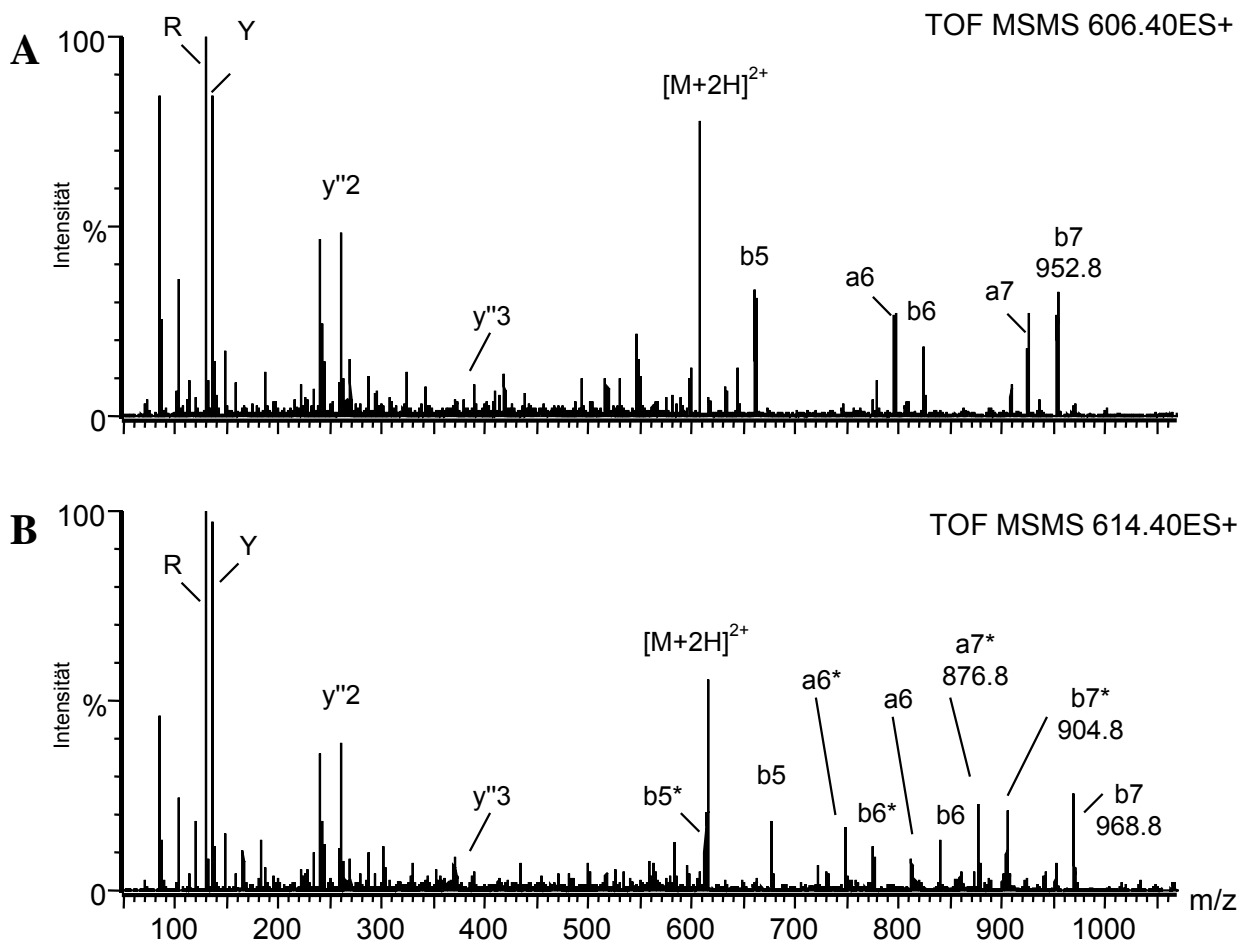 A
TOF MSMS 606.40ES+
R
Y
100
[M+2H]2+
y"2
Intensität
%
b5
b7
952.8
a6
a7
b6
y"3
0
B
TOF MSMS 614.40ES+
100
R
Y
[M+2H]2+
a7*
876.8
a6*
y"2
a6
b7*
904.8
Intensität
%
b5
y"3
b5*
b6*
b6
b7
968.8
0
m/z
100 200 300 400 500 600 700 800 900 1000